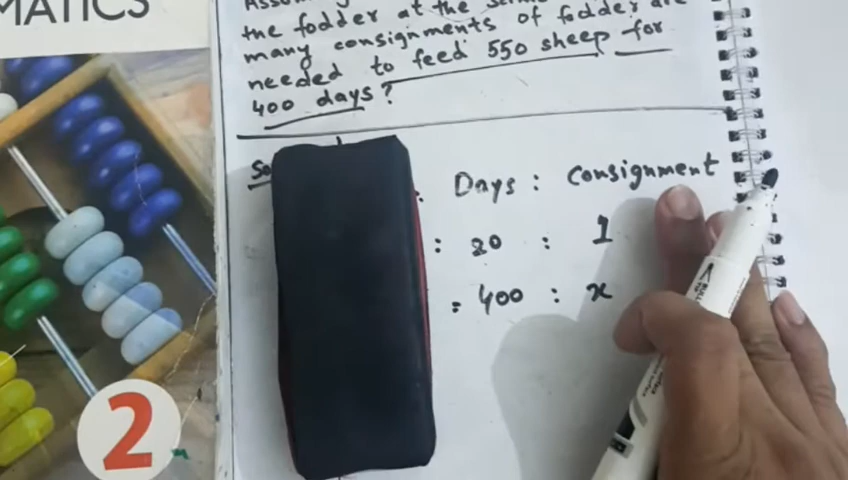 MATICS
the fodder at the
many consignments of fodder are
needed to feed 550 sheep for
400 days?
So
: Days : Consignment
: 80 : 1
= 400 : x
2